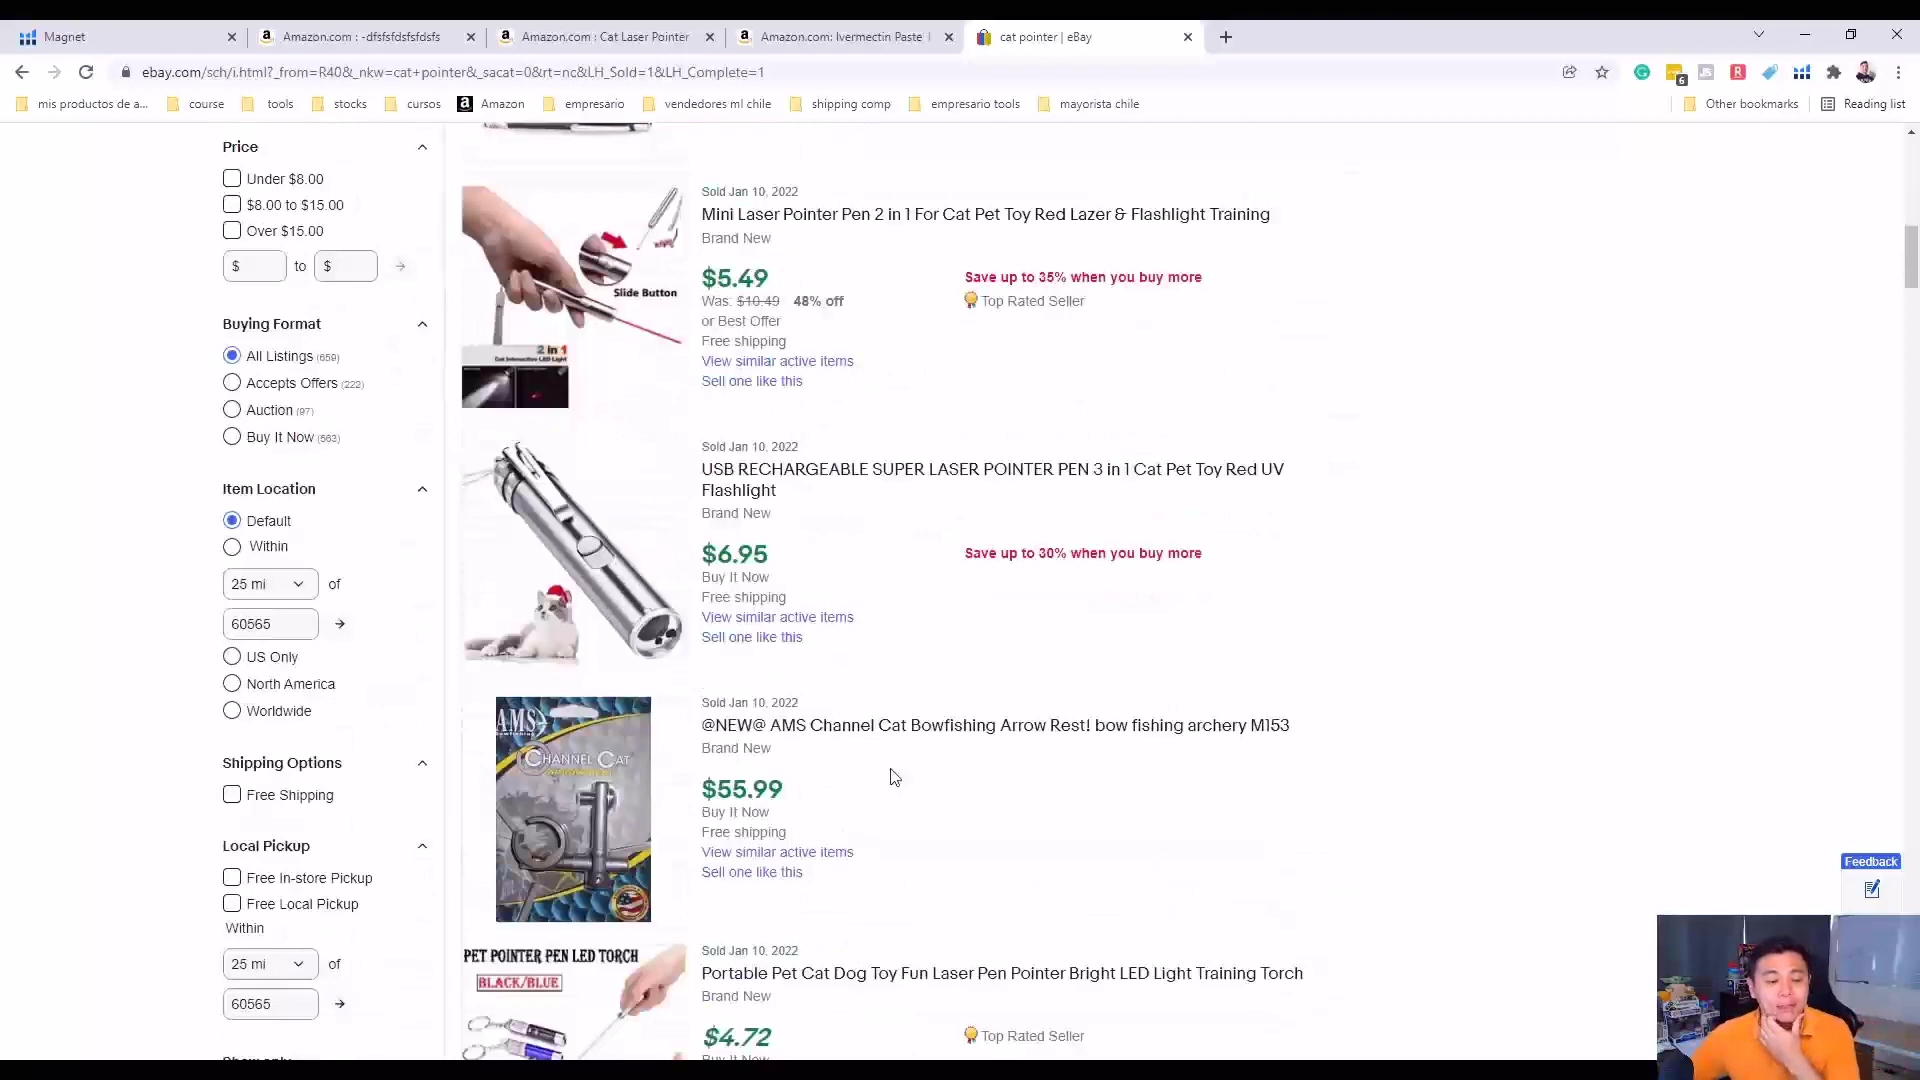 Magnet
Amazon.com : -dfsfsfdsfsfdsfs
Amazon.com : Cat Laser Pointer
Amazon.com: Ivermectin Paste
cat pointer | eBay
ebay.com/sch/i.html?_from=R40&_nkw=cat+pointer&_sacat=0&rt=nc&LH_Sold=1&LH_Complete=1
6
mis productos de a...
course
tools
stocks
cursos
Amazon
empresario
vendedores ml chile
shipping comp
empresario tools
mayorista chile
Other bookmarks
Reading list
Price
Under $8.00
$8.00 to $15.00
Over $15.00
$ to $
Buying Format
All Listings (659)
Accepts Offers (222)
Auction (97)
Buy It Now (563)
Item Location
Default
Within
25 mi of
60565
US Only
North America
Worldwide
Shipping Options
Free Shipping
Local Pickup
Free In-store Pickup
Free Local Pickup
Within
25 mi of
60565
Slide Button
2 in 1
Sold Jan 10, 2022
Mini Laser Pointer Pen 2 in 1 For Cat Pet Toy Red Lazer & Flashlight Training
Brand New
$5.49
Save up to 35% when you buy more
Was: $10.49 48% off
Top Rated Seller
or Best Offer
Free shipping
View similar active items
Sell one like this
Sold Jan 10, 2022
USB RECHARGEABLE SUPER LASER POINTER PEN 3 in 1 Cat Pet Toy Red UV
Flashlight
Brand New
$6.95
Save up to 30% when you buy more
Buy It Now
Free shipping
View similar active items
Sell one like this
AMS
CHANNEL CAT
Sold Jan 10, 2022
@NEW@ AMS Channel Cat Bowfishing Arrow Rest! bow fishing archery M153
Brand New
$55.99
Buy It Now
Free shipping
View similar active items
Sell one like this
PET POINTER PEN LED TORCH
BLACK/BLUE
Sold Jan 10, 2022
Portable Pet Cat Dog Toy Fun Laser Pen Pointer Bright LED Light Training Torch
Brand New
$4.72
Top Rated Seller
Buy It Now
Feedback